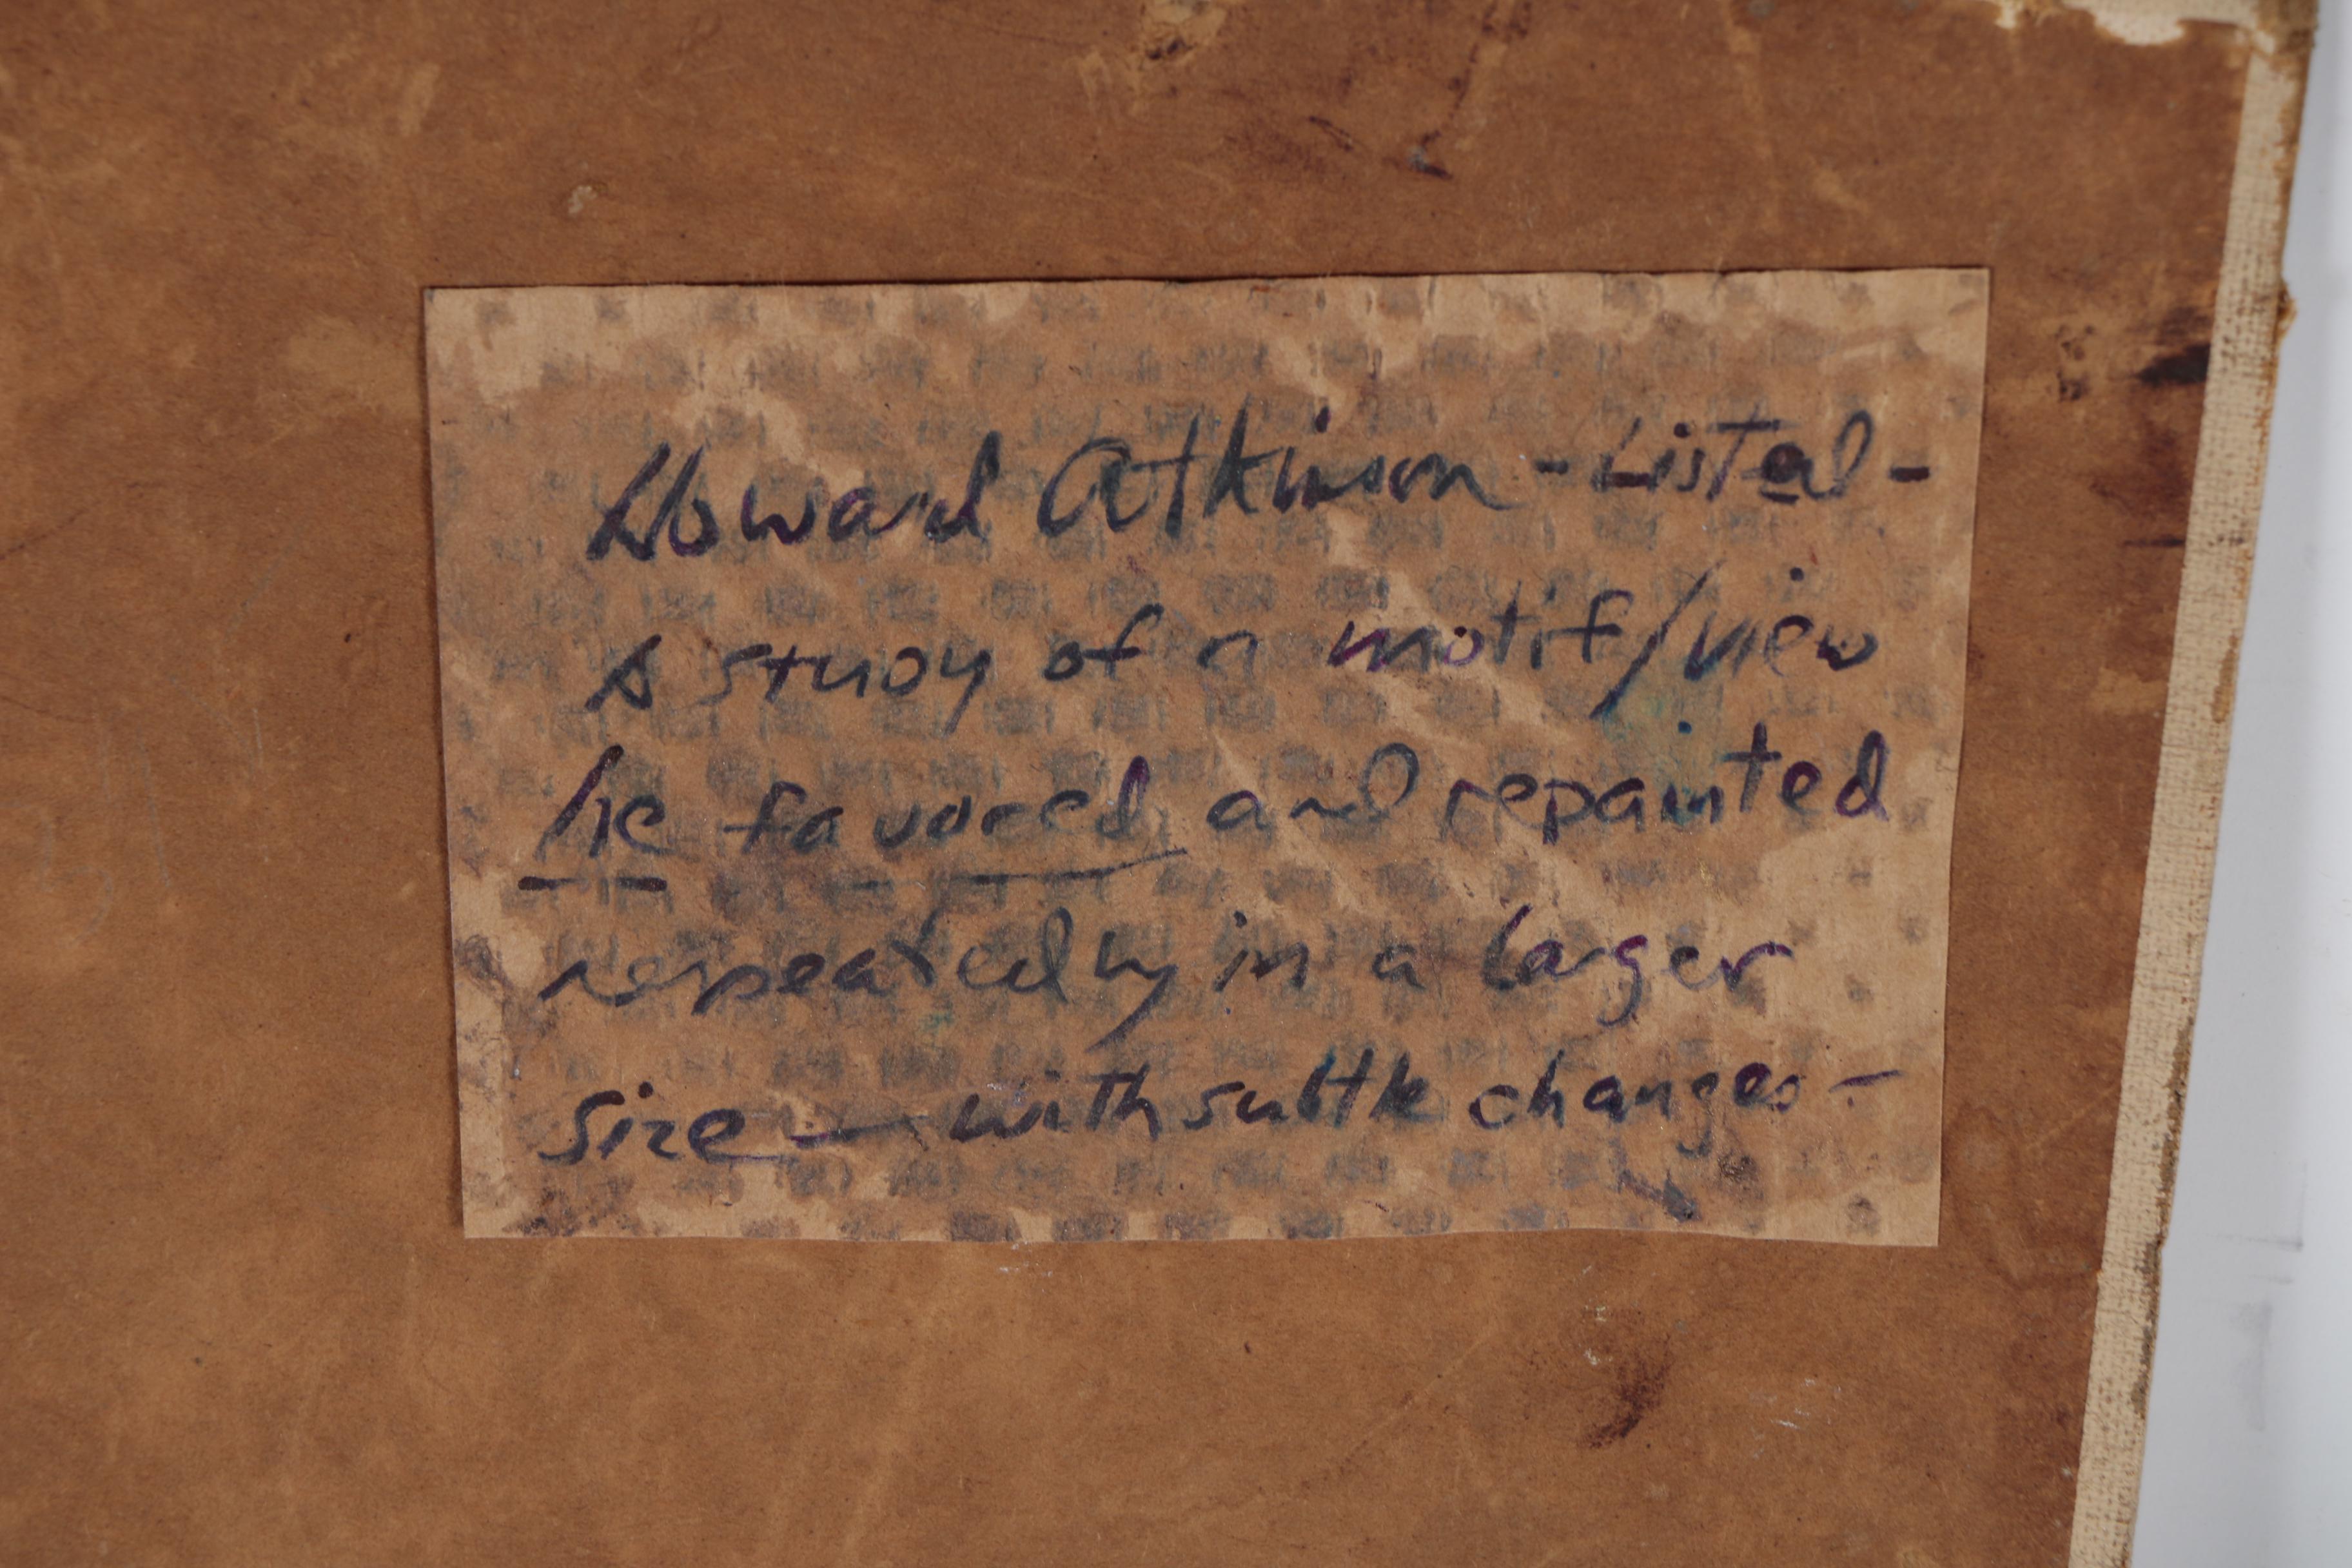 Howard Atkinson - Listed -
A study of a motif/view
he favored and repainted
repeatedly in a larger
size — with subtle changes -